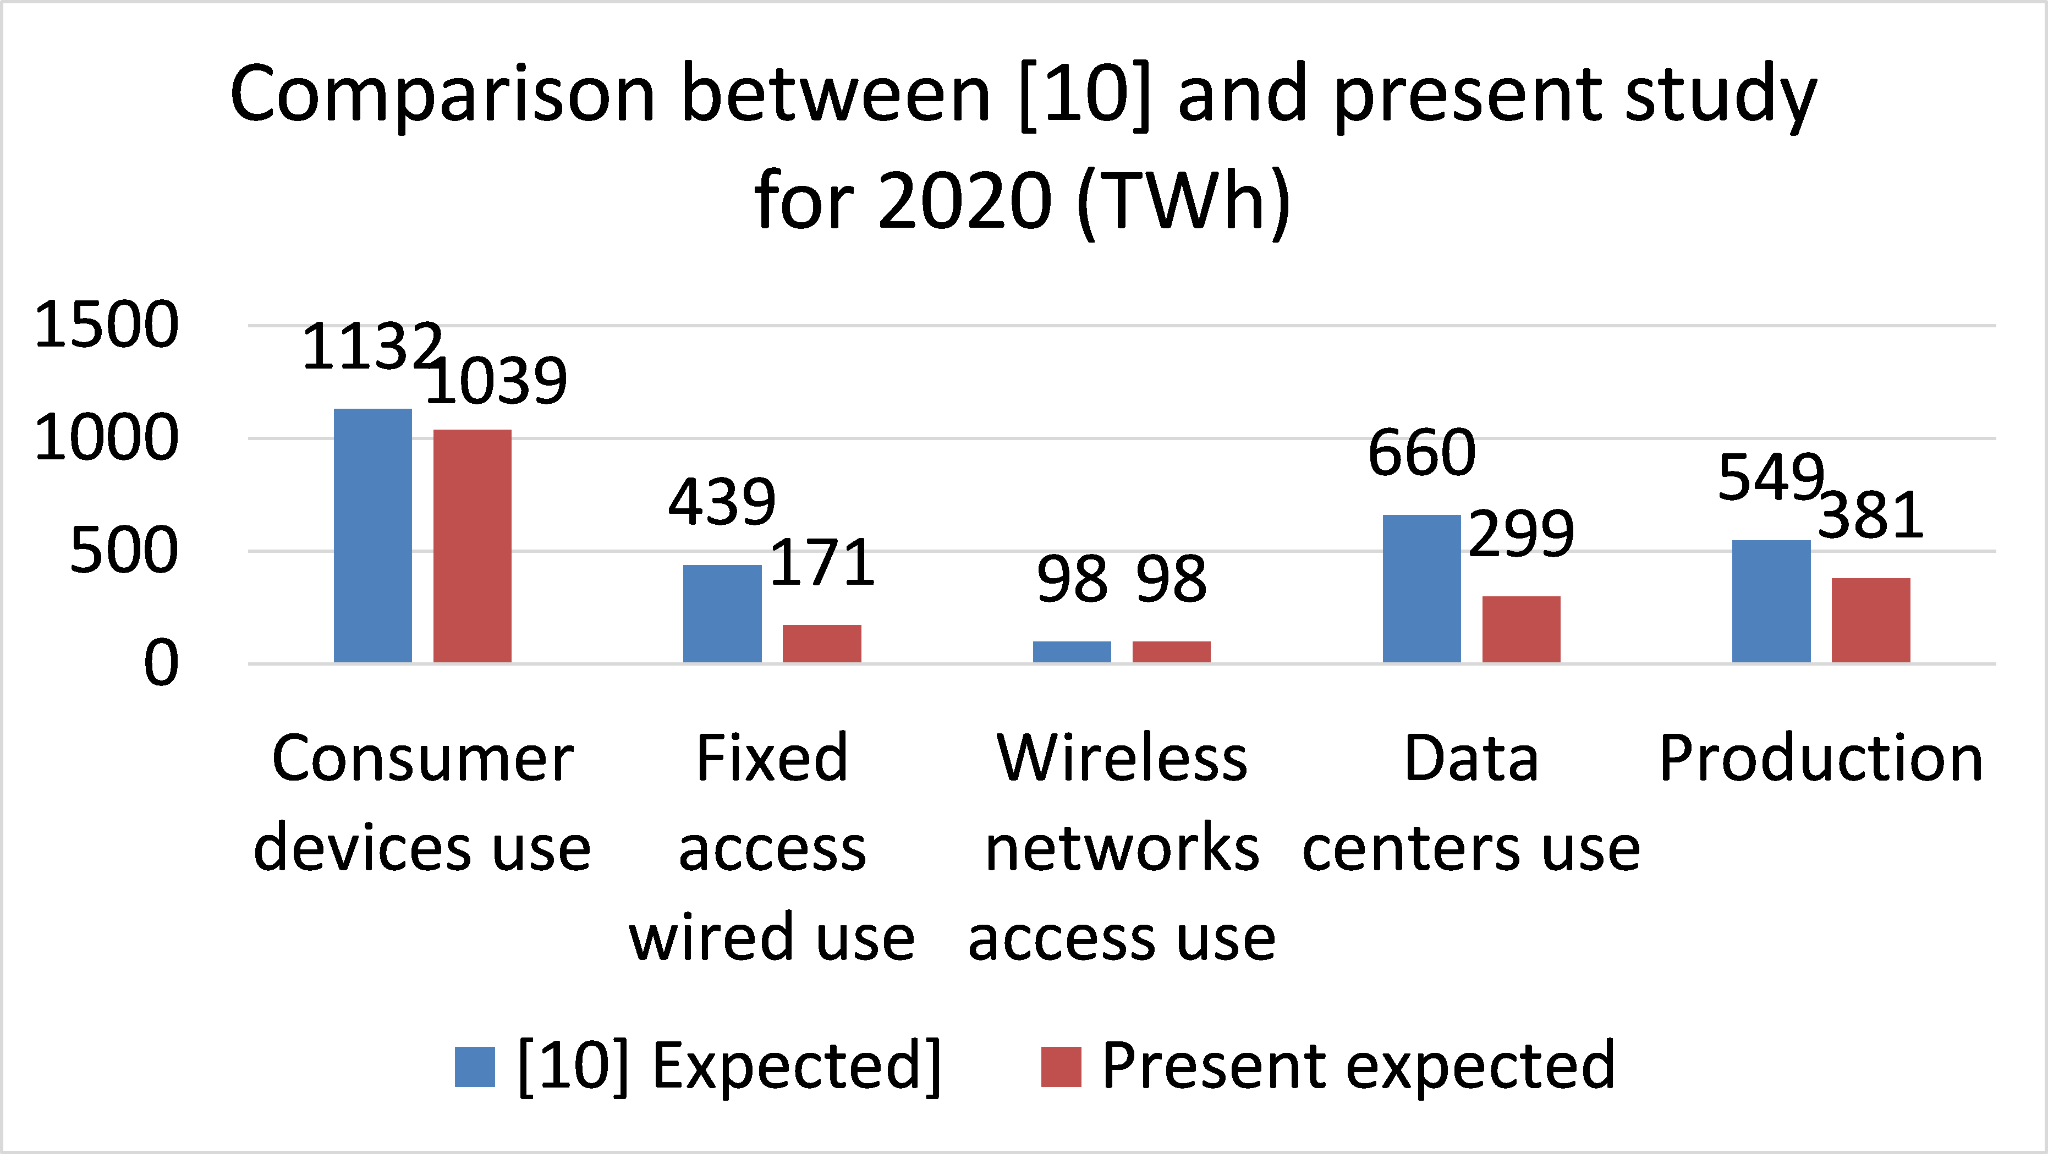 Comparison between [10] and present study
for 2020 (TWh)
1500
1000
500
0
1132
1039
439
171
98
98
660
299
549
381
Consumer
devices use
Fixed
access
wired use
Wireless
networks
access use
Data
centers use
Production
[10] Expected]
Present expected